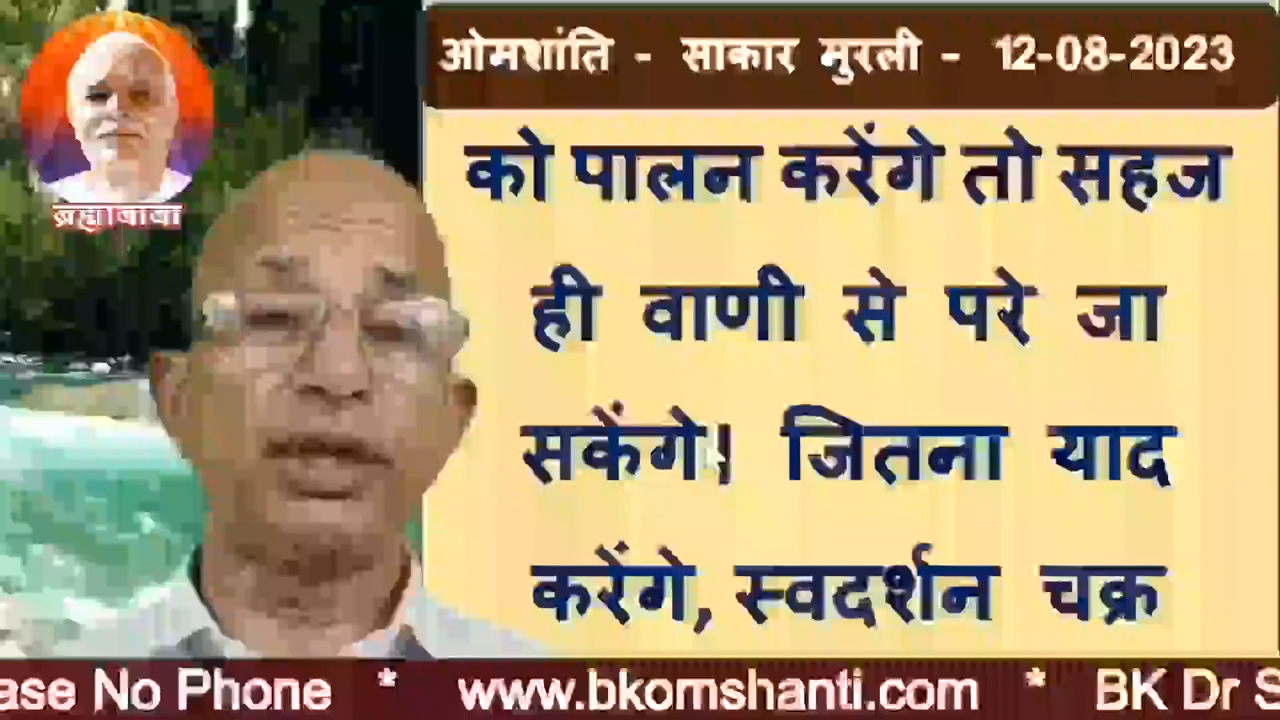 ओमशांति - साकार मुरली - 12-08-2023
ब्रह्माबाबा
को पालन करेंगे तो सहज
ही वाणी से परे जा
सकेंगे! जितना याद
करेंगे, स्वदर्शन चक्र
ase No Phone * www.bkomshanti.com * BK Dr S